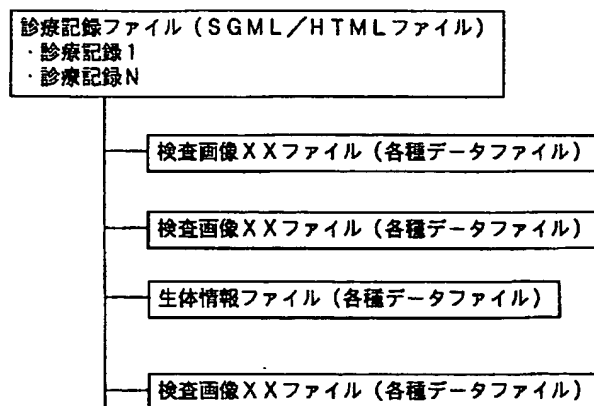 診療記録ファイル（ＳＧＭＬ／ＨＴＭＬファイル）
・診療記録１
・診療記録Ｎ
検査画像ＸＸファイル（各種データファイル）
検査画像ＸＸファイル（各種データファイル）
生体情報ファイル（各種データファイル）
検査画像ＸＸファイル（各種データファイル）